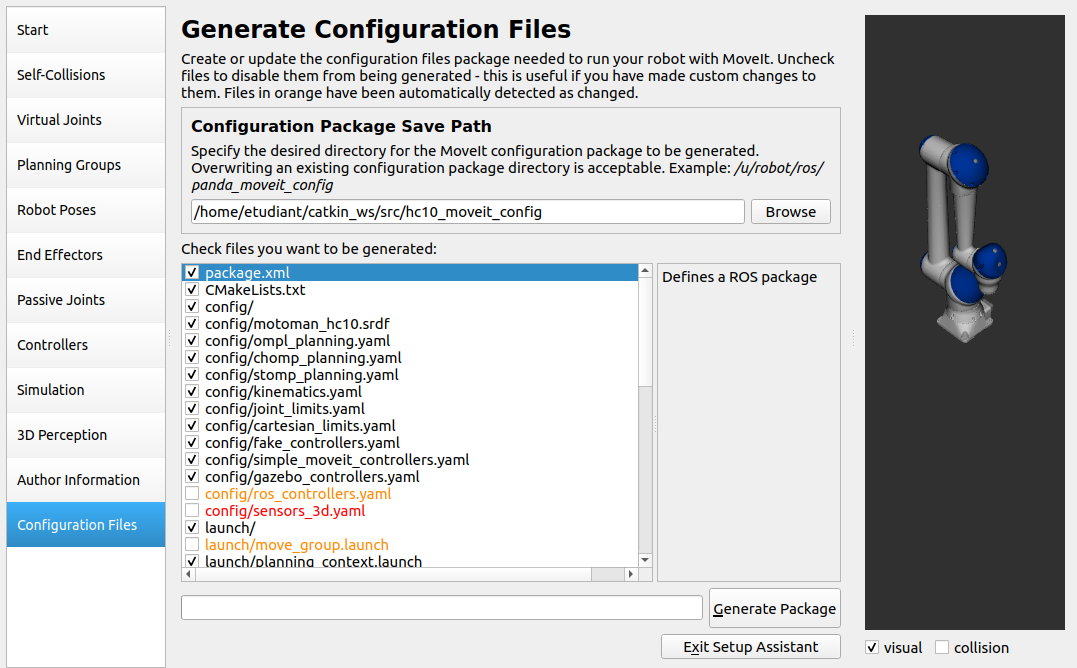 Start
Self-Collisions
Virtual Joints
Planning Groups
Robot Poses
End Effectors
Passive Joints
Controllers
Simulation
3D Perception
Author Information
Configuration Files
Generate Configuration Files
Create or update the configuration files package needed to run your robot with MoveIt. Uncheck
files to disable them from being generated - this is useful if you have made custom changes to
them. Files in orange have been automatically detected as changed.
Configuration Package Save Path
Specify the desired directory for the MoveIt configuration package to be generated.
Overwriting an existing configuration package directory is acceptable. Example: /u/robot/ros/
panda_moveit_config
/home/etudiant/catkin_ws/src/hc10_moveit_config
Browse
Check files you want to be generated:
package.xml
CMakeLists.txt
config/
config/motoman_hc10.srdf
config/ompl_planning.yaml
config/chomp_planning.yaml
config/stomp_planning.yaml
config/kinematics.yaml
config/joint_limits.yaml
config/cartesian_limits.yaml
config/fake_controllers.yaml
config/simple_moveit_controllers.yaml
config/gazebo_controllers.yaml
config/ros_controllers.yaml
config/sensors_3d.yaml
launch/
launch/move_group.launch
launch/planning_context.launch
Defines a ROS package
Generate Package
Exit Setup Assistant
visual
collision